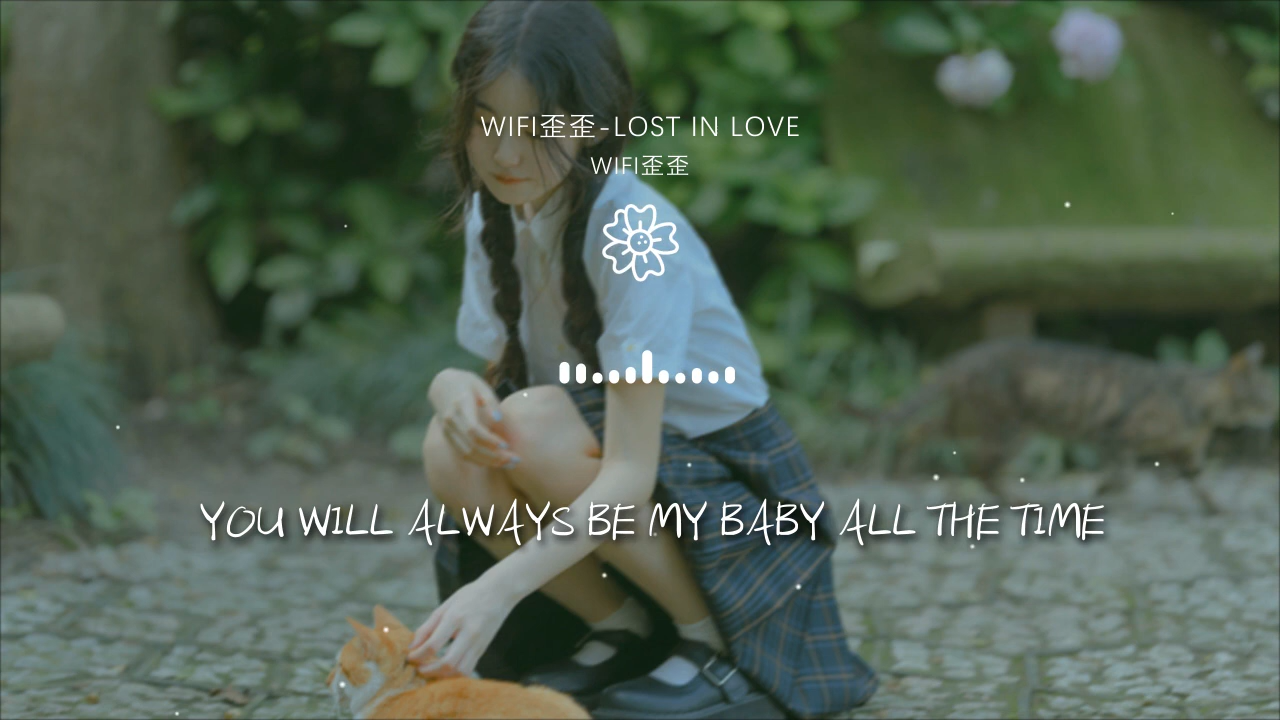 WIFI歪歪-LOST IN LOVE
WIFI歪歪
YOU WILL ALWAYS BE MY BABY ALL THE TIME